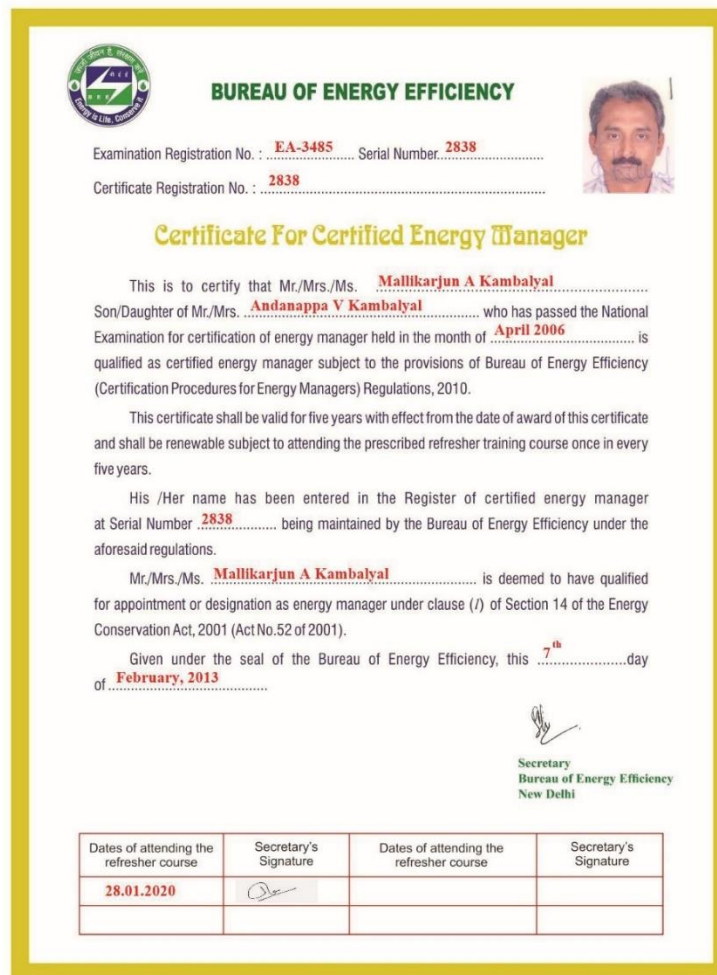 ऊर्जा जीवन है, संरक्षण करें
BEE
Energy is Life, Conserve it
BUREAU OF ENERGY EFFICIENCY
Examination Registration No. : EA-3485 Serial Number 2838
Certificate Registration No. : 2838
Certificate For Certified Energy Manager
This is to certify that Mr./Mrs./Ms. Mallikarjun A Kambalyal
Son/Daughter of Mr./Mrs. Andanappa V Kambalyal who has passed the National
Examination for certification of energy manager held in the month of April 2006 is
qualified as certified energy manager subject to the provisions of Bureau of Energy Efficiency
(Certification Procedures for Energy Managers) Regulations, 2010.
This certificate shall be valid for five years with effect from the date of award of this certificate
and shall be renewable subject to attending the prescribed refresher training course once in every
five years.
His /Her name has been entered in the Register of certified energy manager
at Serial Number 2838 being maintained by the Bureau of Energy Efficiency under the
aforesaid regulations.
Mr./Mrs./Ms. Mallikarjun A Kambalyal is deemed to have qualified
for appointment or designation as energy manager under clause (l) of Section 14 of the Energy
Conservation Act, 2001 (Act No.52 of 2001).
Given under the seal of the Bureau of Energy Efficiency, this 7th day
of February, 2013
Secretary
Bureau of Energy Efficiency
New Delhi
Dates of attending the refresher course Secretary's Signature Dates of attending the refresher course Secretary's Signature
28.01.2020